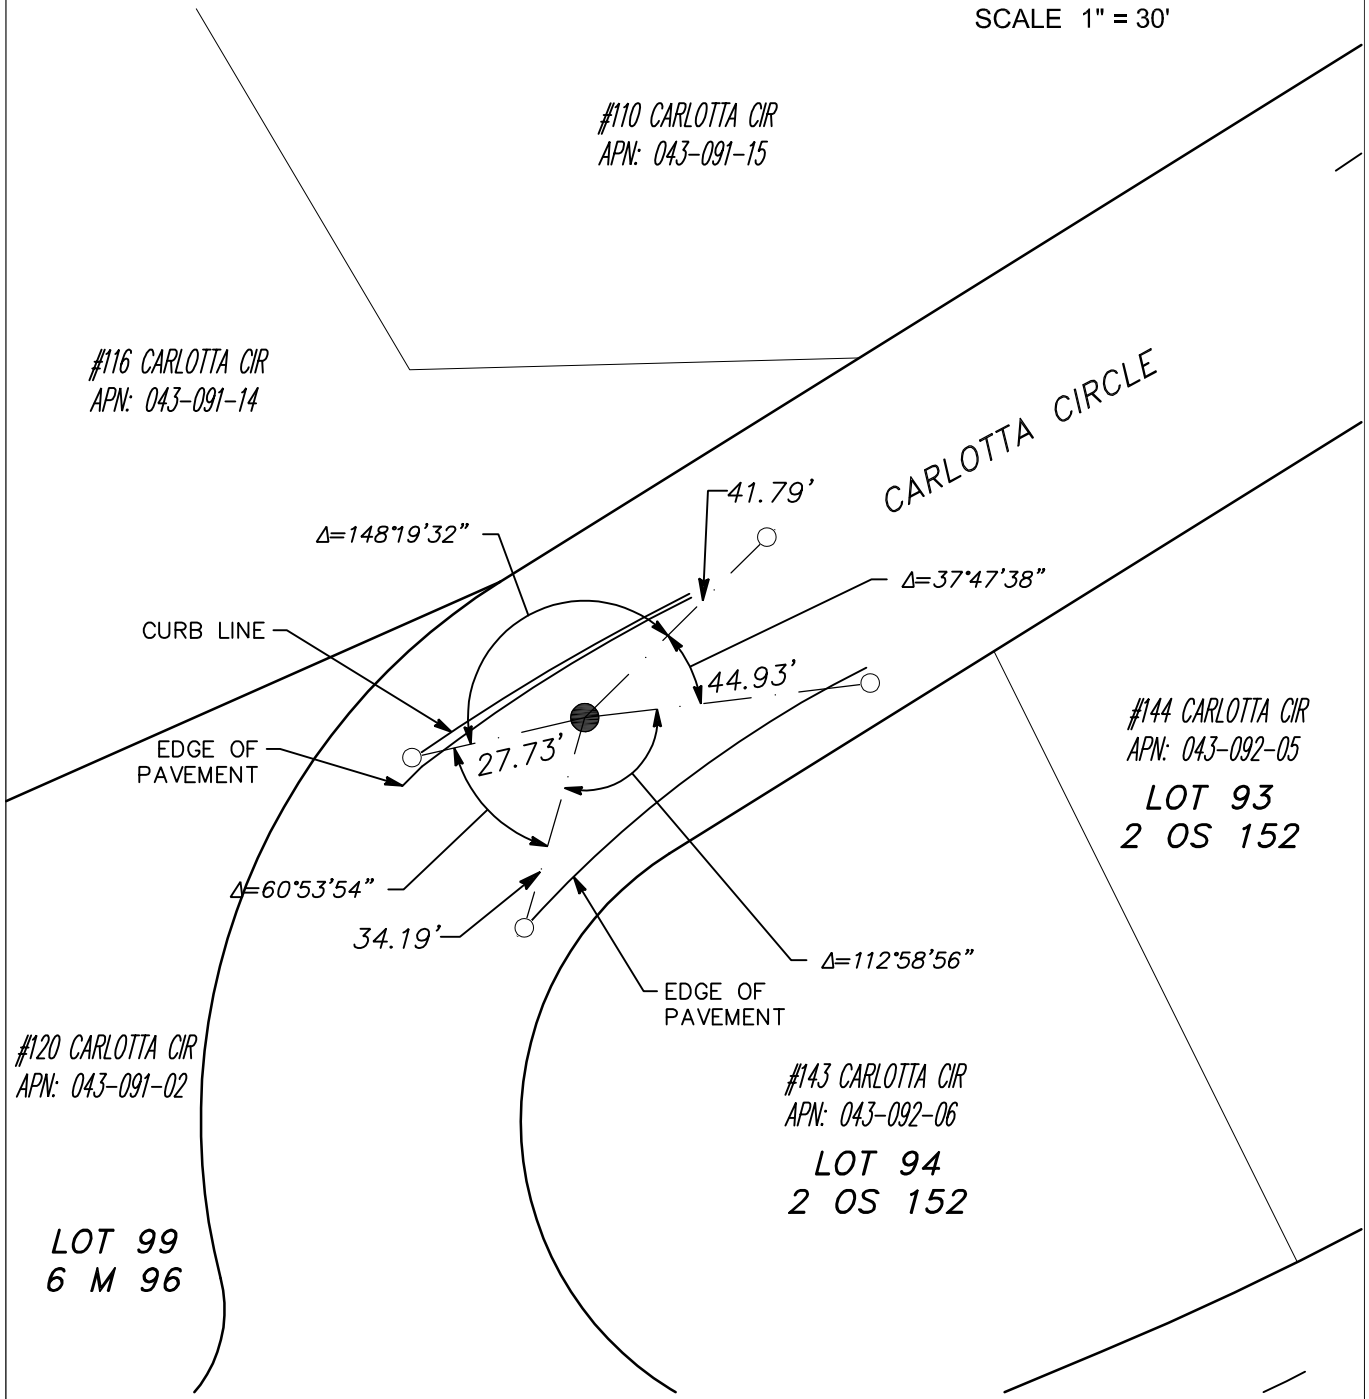 SCALE 1" = 30'
#110 CARLOTTA CIR
APN: 043-091-15
#116 CARLOTTA CIR
APN: 043-091-14
CARLOTTA CIRCLE
41.79'
Δ=148°19'32"
Δ=37°47'38"
CURB LINE
44.93'
27.73'
EDGE OF
PAVEMENT
#144 CARLOTTA CIR
APN: 043-092-05
LOT 93
2 OS 152
Δ=60°53'54"
34.19'
Δ=112°58'56"
EDGE OF
PAVEMENT
#120 CARLOTTA CIR
APN: 043-091-02
#143 CARLOTTA CIR
APN: 043-092-06
LOT 94
2 OS 152
LOT 99
6 M 96